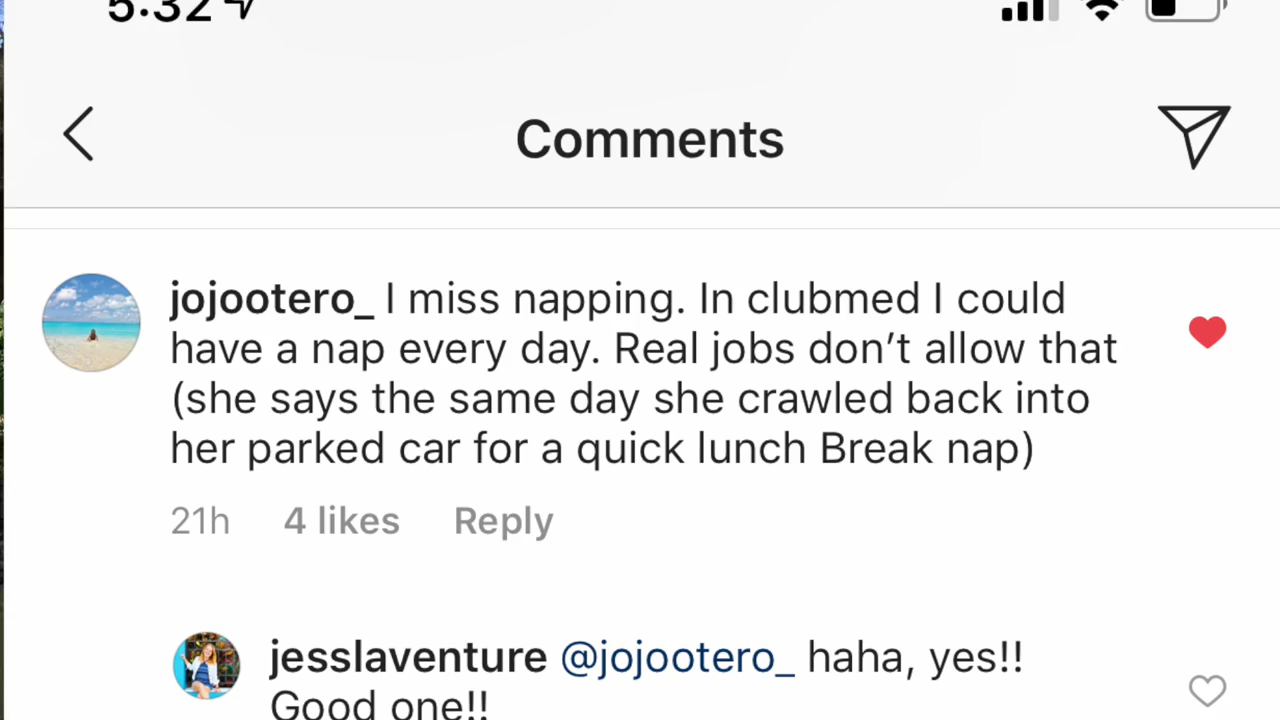 5:32
Comments
jojootero_ I miss napping. In clubmed I could
have a nap every day. Real jobs don’t allow that
(she says the same day she crawled back into
her parked car for a quick lunch Break nap)
21h 4 likes Reply
jesslaventure @jojootero_ haha, yes!!
Good one!!